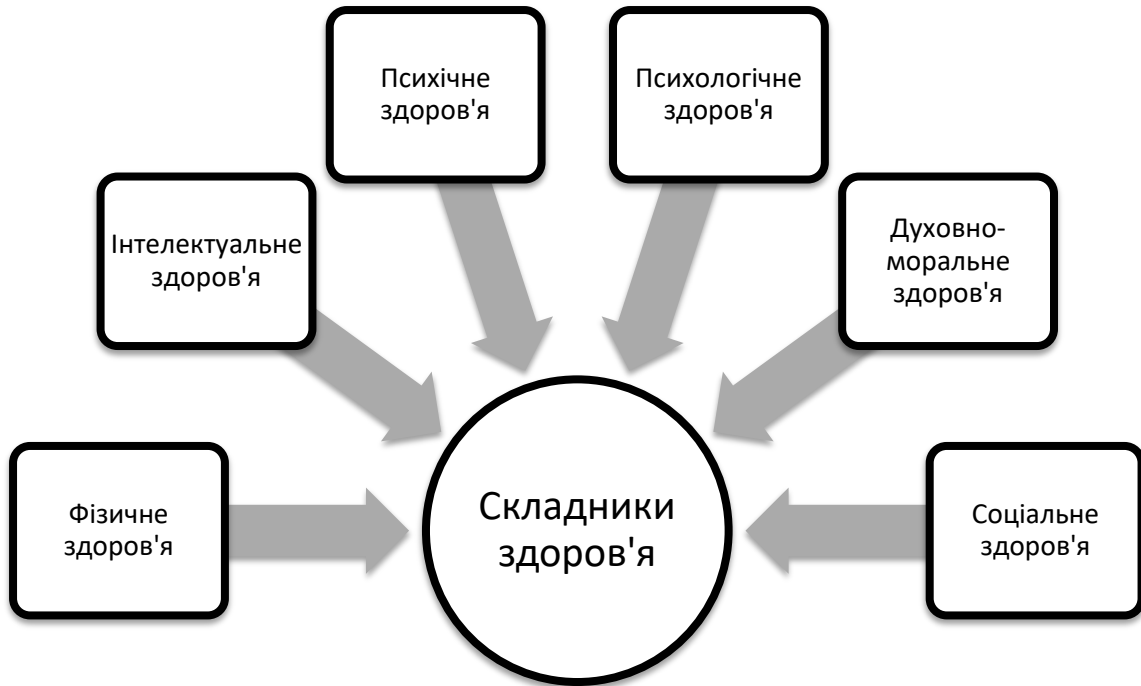 Психічне
здоров'я
Психологічне
здоров'я
Інтелектуальне
здоров'я
Духовно-
моральне
здоров'я
Фізичне
здоров'я
Складники
здоров'я
Соціальне
здоров'я